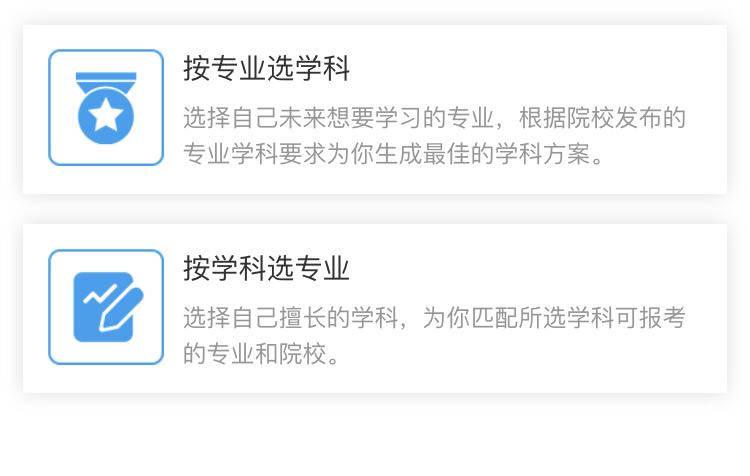 按专业选学科
选择自己未来想要学习的专业，根据院校发布的
专业学科要求为你生成最佳的学科方案。
按学科选专业
选择自己擅长的学科，为你匹配所选学科可报考
的专业和院校。